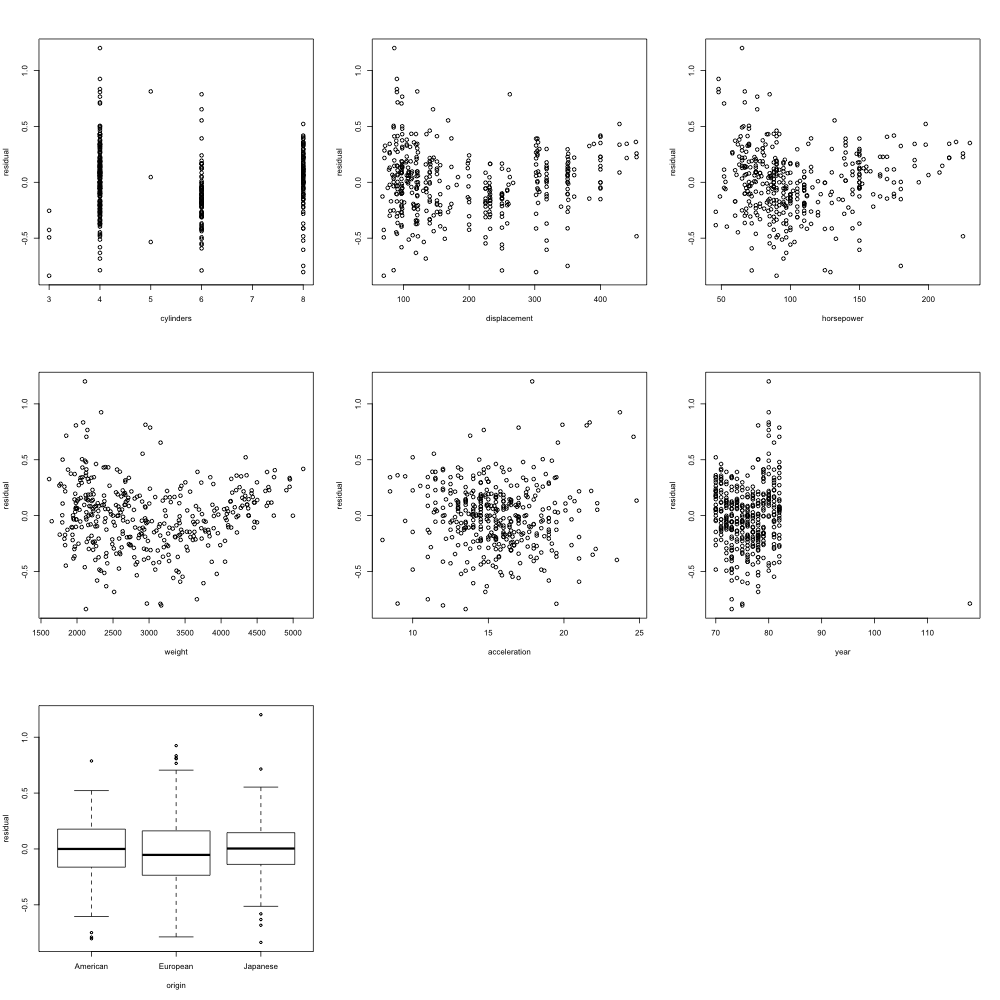 residual
-0.5 0.0 0.5 1.0
3 4 5 6 7 8
cylinders
residual
-0.5 0.0 0.5 1.0
100 200 300 400
displacement
residual
-0.5 0.0 0.5 1.0
50 100 150 200
horsepower
residual
-0.5 0.0 0.5 1.0
1500 2000 2500 3000 3500 4000 4500 5000
weight
residual
-0.5 0.0 0.5 1.0
10 15 20 25
acceleration
residual
-0.5 0.0 0.5 1.0
70 80 90 100 110
year
residual
-0.5 0.0 0.5 1.0
American European Japanese
origin